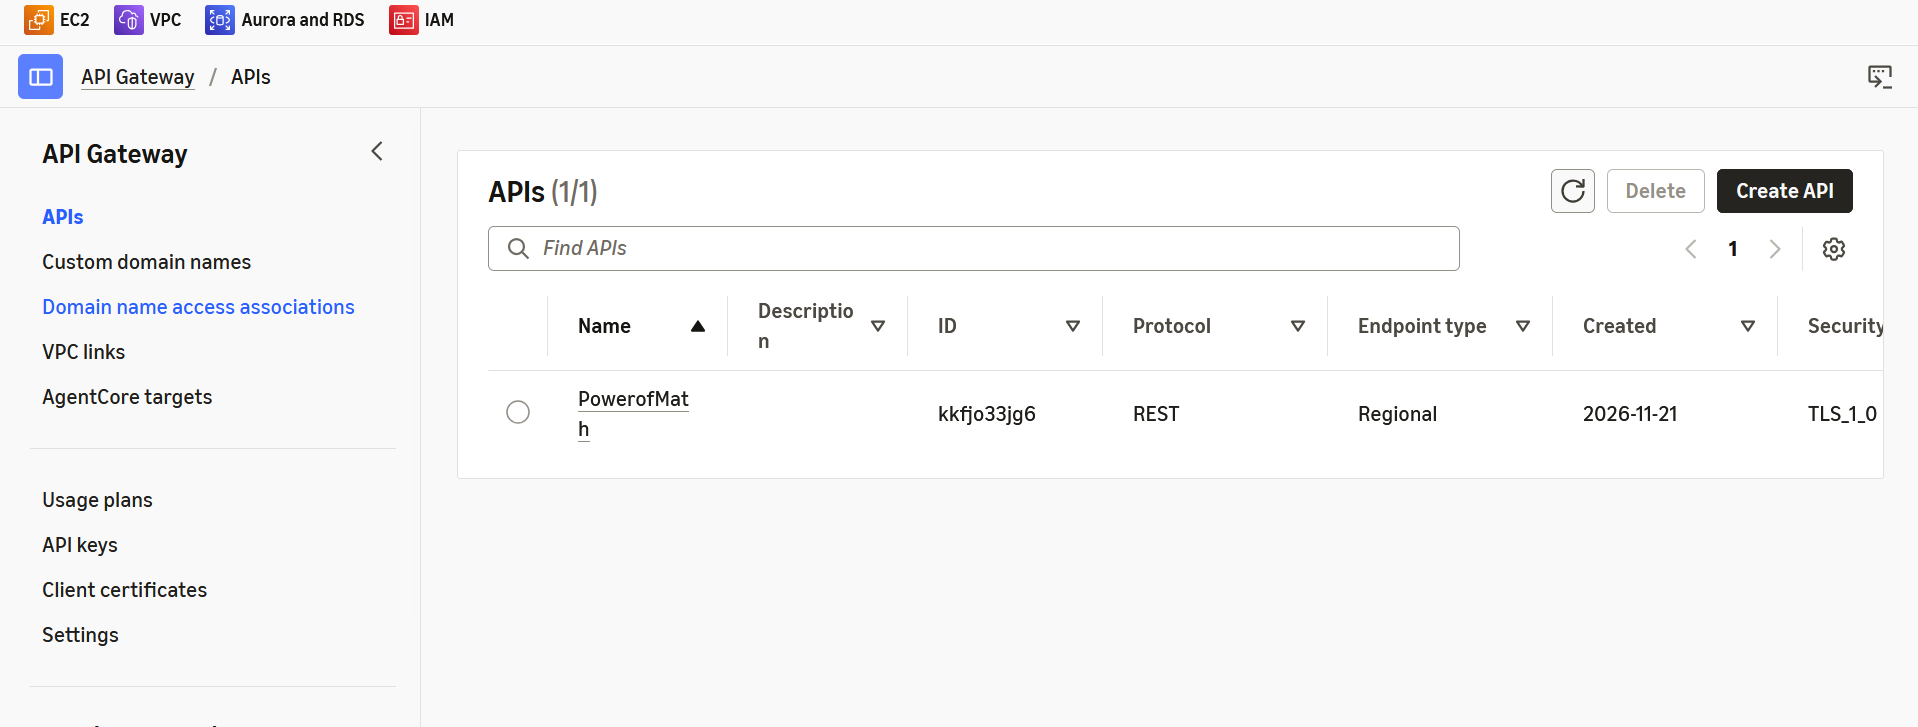 EC2 VPC Aurora and RDS IAM
API Gateway / APIs
API Gateway
APIs
Custom domain names
Domain name access associations
VPC links
AgentCore targets
Usage plans
API keys
Client certificates
Settings
APIs (1/1)
Delete
Create API
Find APIs
1
Name
Descriptio
n
ID
Protocol
Endpoint type
Created
Security
PowerofMat
h
kkfjo33jg6
REST
Regional
2026-11-21
TLS_1_0